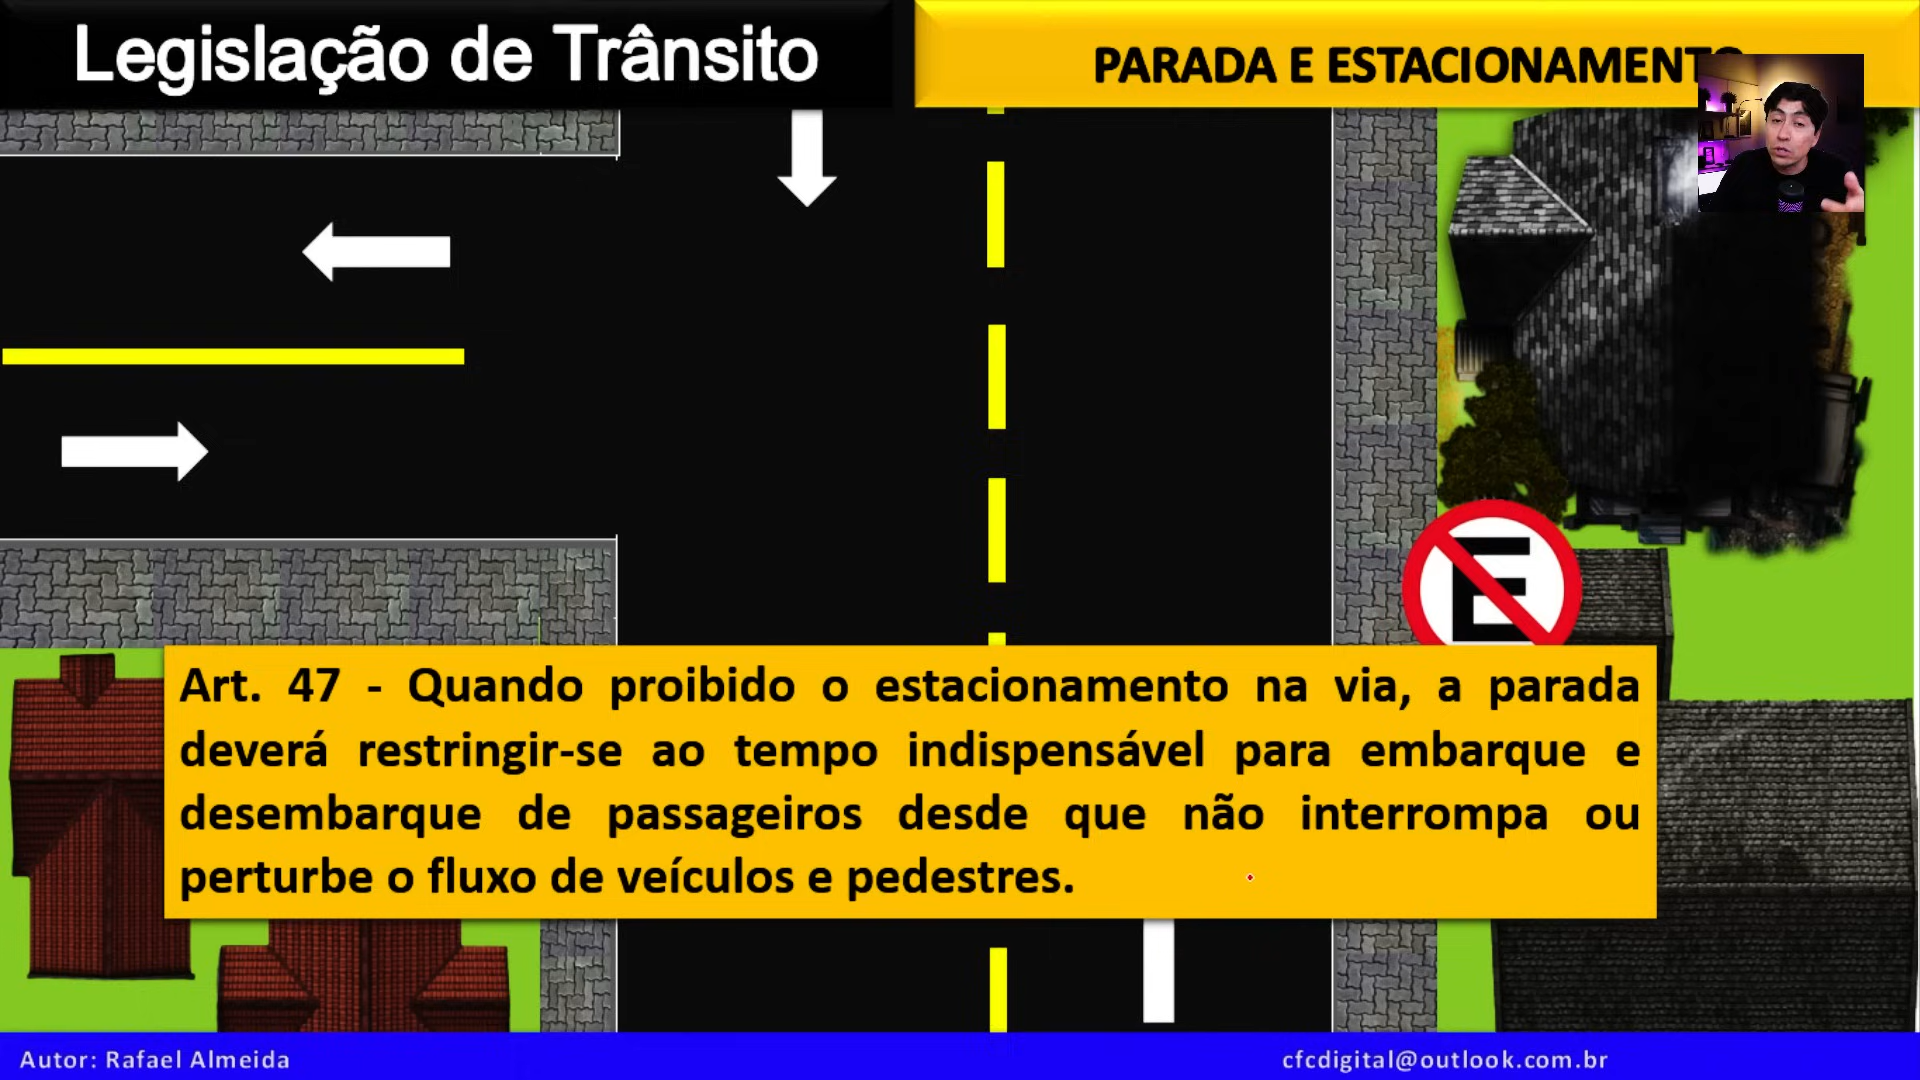 Legislação de Trânsito
PARADA E ESTACIONAMENTO
E
Art. 47 - Quando proibido o estacionamento na via, a parada
deverá restringir-se ao tempo indispensável para embarque e
desembarque de passageiros desde que não interrompa ou
perturbe o fluxo de veículos e pedestres.
Autor: Rafael Almeida
cfcdigital@outlook.com.br